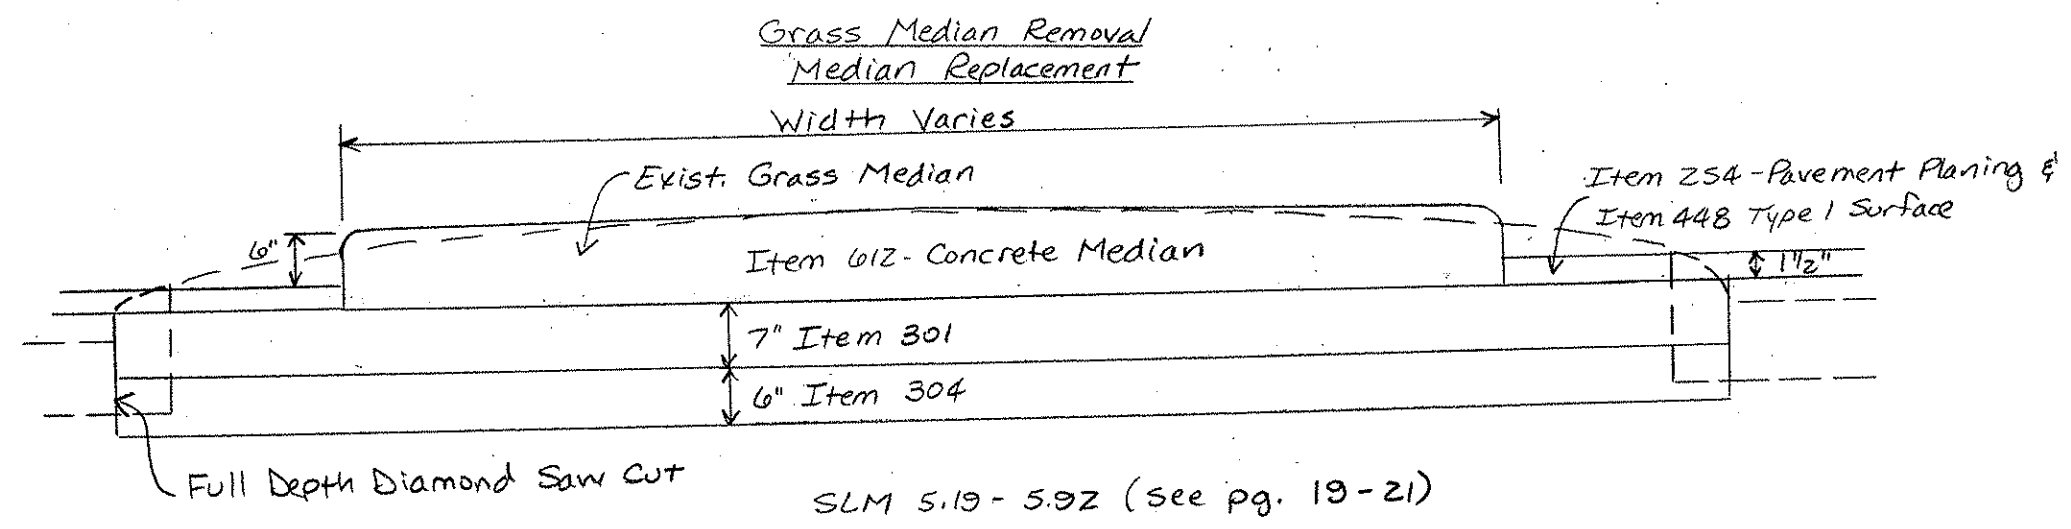 Grass Median Removal
Median Replacement
Width Varies
Exist. Grass Median
Item 254 - Pavement Planing &
Item 448 Type 1 Surface
6"
Item 612 - Concrete Median
1 1/2"
7" Item 301
6" Item 304
Full Depth Diamond Saw Cut
SLM 5.19 - 5.92 (see pg. 19-21)